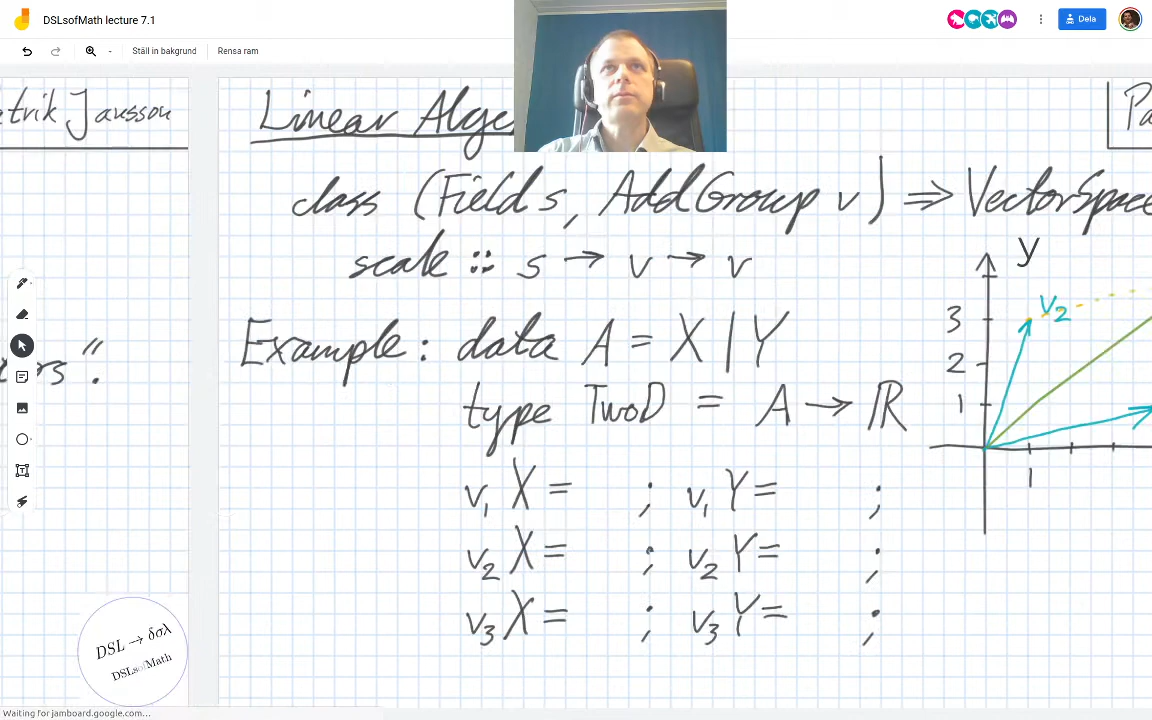 DSLsofMath lecture 7.1
Dela
Ställ in bakgrund
Rensa ram
Jansson
Linear Alge
class (Field s, AddGroup v) => VectorSpace
scale :: s → v → v
Example: data A = X | Y
type TwoD = A → ℝ
v₁ X = ; v₁ Y = ;
v₂ X = ; v₂ Y = ;
v₃ X = ; v₃ Y = ;
y
v₂
3
2
1
1
DSL → δσλ
DSLsofMath
Waiting for jamboard.google.com...